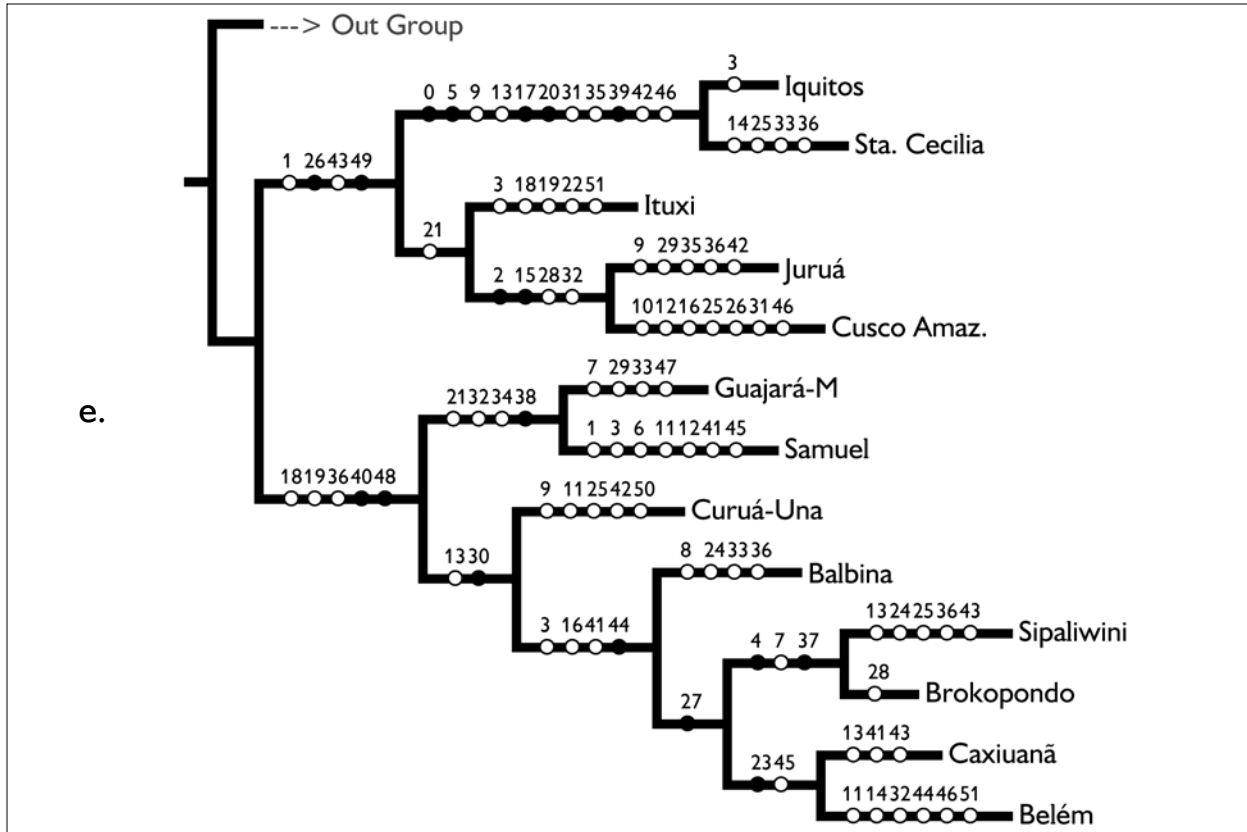 ---> Out Group
3
Iquitos
0 5 9 13 17 20 31 35 39 42 46
14 25 33 36
Sta. Cecilia
1 26 43 49
3 18 19 22 51
Ituxi
21
9 29 35 36 42
Juruá
2 15 28 32
10 12 16 25 26 31 46
Cusco Amaz.
7 29 33 47
Guajará-M
21 32 34 38
e.
1 3 6 11 12 41 45
Samuel
18 19 36 40 48
9 11 25 42 50
Curuá-Una
13 30
8 24 33 36
Balbina
3 16 41 44
13 24 25 36 43
Sipaliwini
4 7 37
28
Brokopondo
27
13 41 43
Caxiuanã
23 45
11 14 32 44 46 51
Belém